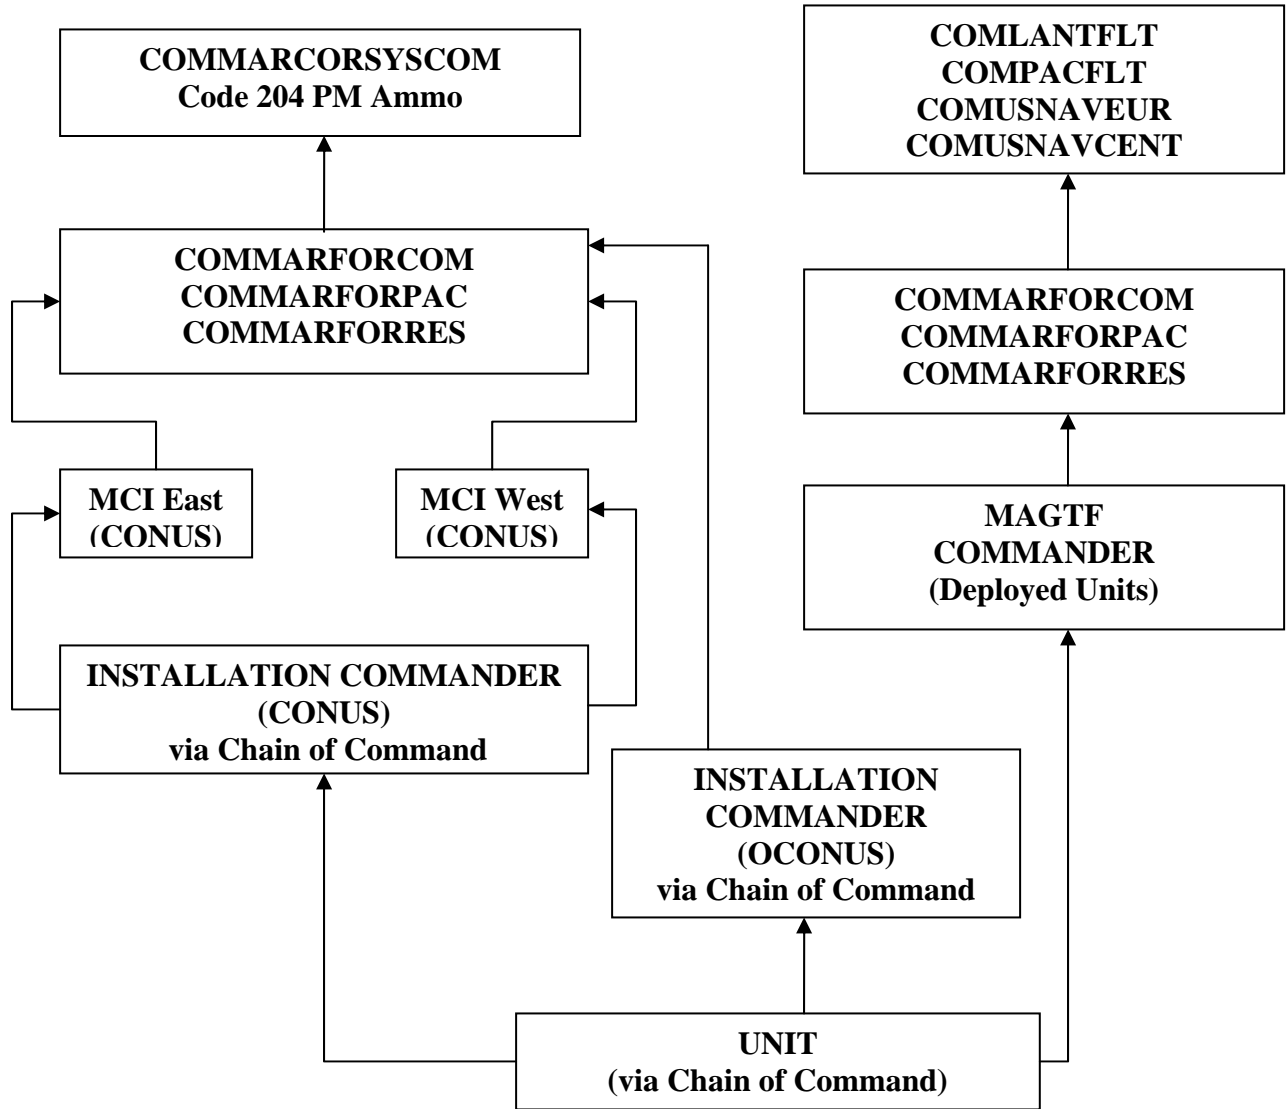 COMMARCORSYSCOM
Code 204 PM Ammo
COMLANTFLT
COMPACFLT
COMUSNAVEUR
COMUSNAVCENT
COMMARFORCOM
COMMARFORPAC
COMMARFORRES
COMMARFORCOM
COMMARFORPAC
COMMARFORRES
MCI East
(CONUS)
MCI West
(CONUS)
MAGTF
COMMANDER
(Deployed Units)
INSTALLATION COMMANDER
(CONUS)
via Chain of Command
INSTALLATION
COMMANDER
(OCONUS)
via Chain of Command
UNIT
(via Chain of Command)